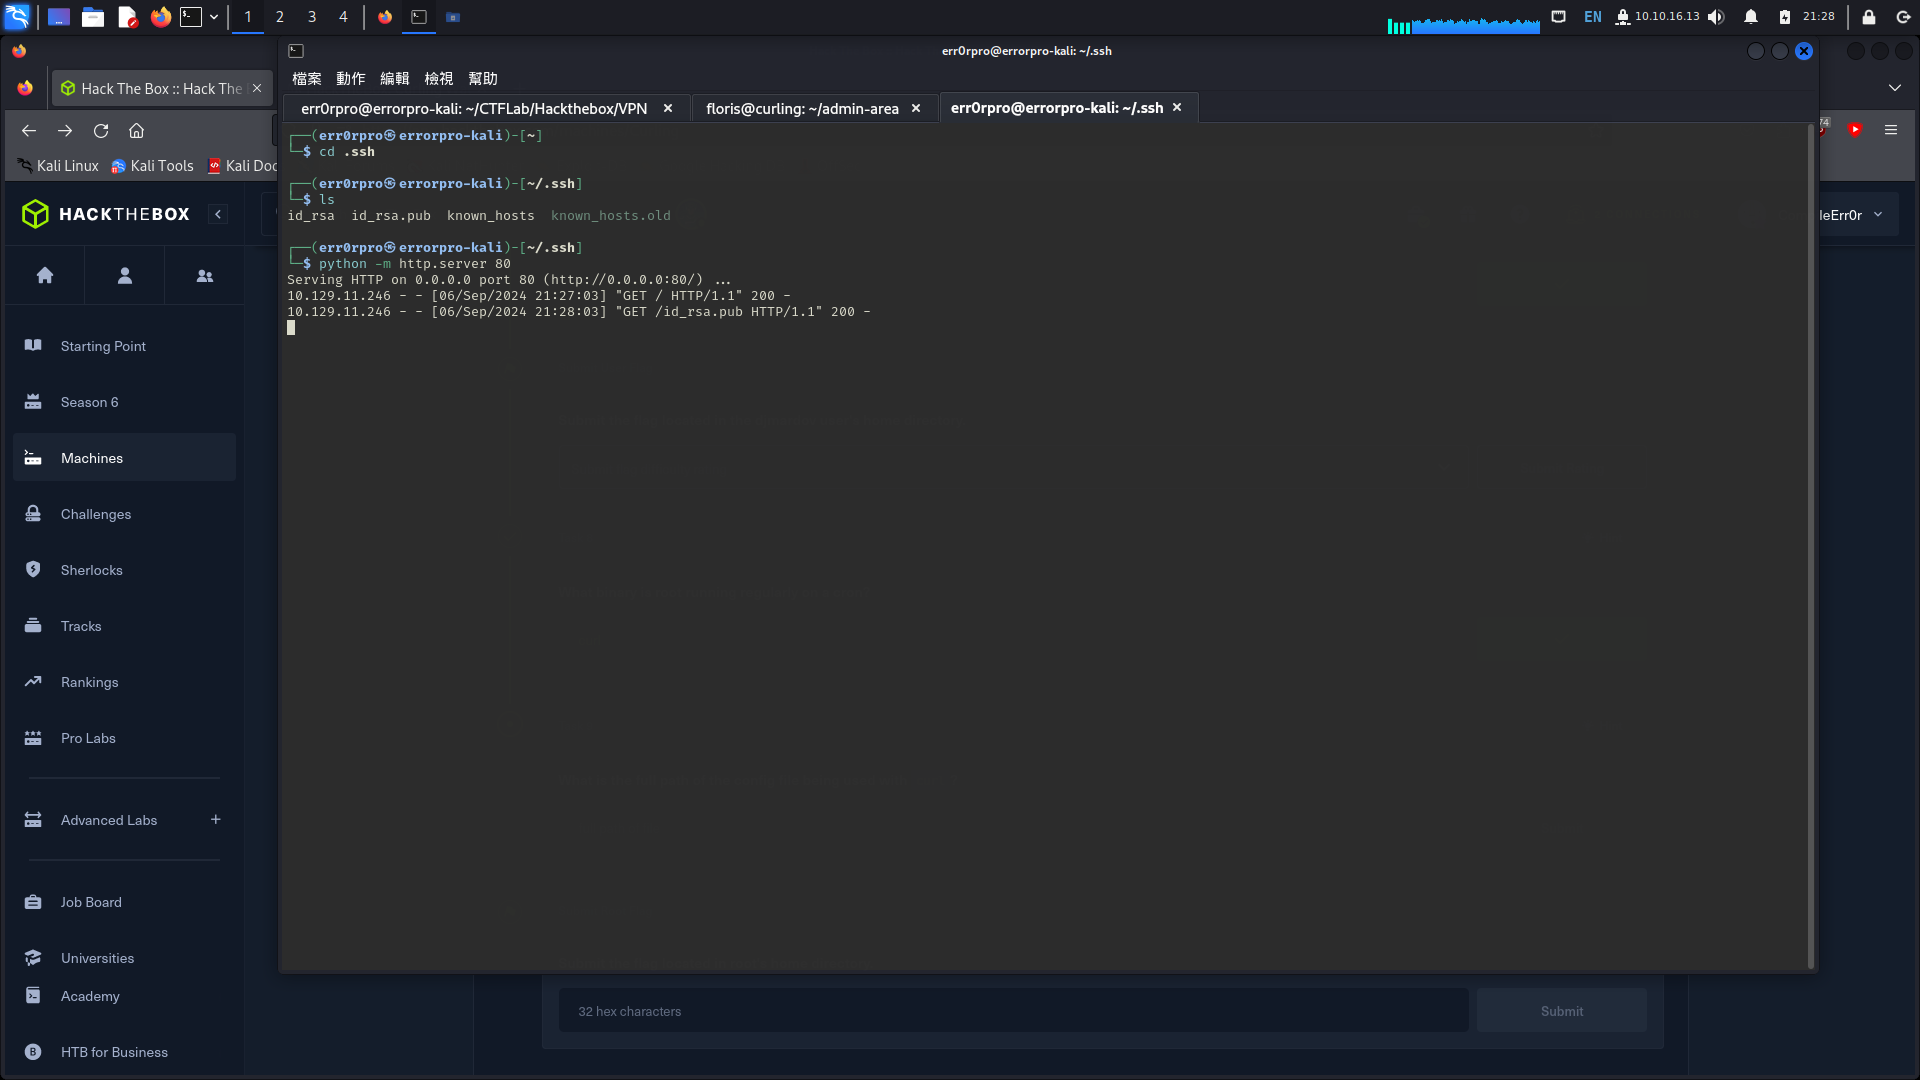 1 2 3 4
EN 10.10.16.13 21:28
err0rpro@errorpro-kali: ~/.ssh
檔案 動作 編輯 檢視 幫助
Hack The Box :: Hack The
err0rpro@errorpro-kali: ~/CTFLab/Hackthebox/VPN
floris@curling: ~/admin-area
err0rpro@errorpro-kali: ~/.ssh
74
Kali Linux Kali Tools Kali Doc
┌──(err0rpro㉿errorpro-kali)-[~]
└─$ cd .ssh
┌──(err0rpro㉿errorpro-kali)-[~/.ssh]
└─$ ls
id_rsa id_rsa.pub known_hosts known_hosts.old
┌──(err0rpro㉿errorpro-kali)-[~/.ssh]
└─$ python -m http.server 80
Serving HTTP on 0.0.0.0 port 80 (http://0.0.0.0:80/) ...
10.129.11.246 - - [06/Sep/2024 21:27:03] "GET / HTTP/1.1" 200 -
10.129.11.246 - - [06/Sep/2024 21:28:03] "GET /id_rsa.pub HTTP/1.1" 200 -
HACKTHEBOX
leErr0r
Starting Point
Season 6
Machines
Challenges
Sherlocks
Tracks
Rankings
Pro Labs
Advanced Labs +
Job Board
Universities
Academy
HTB for Business
32 hex characters
Submit